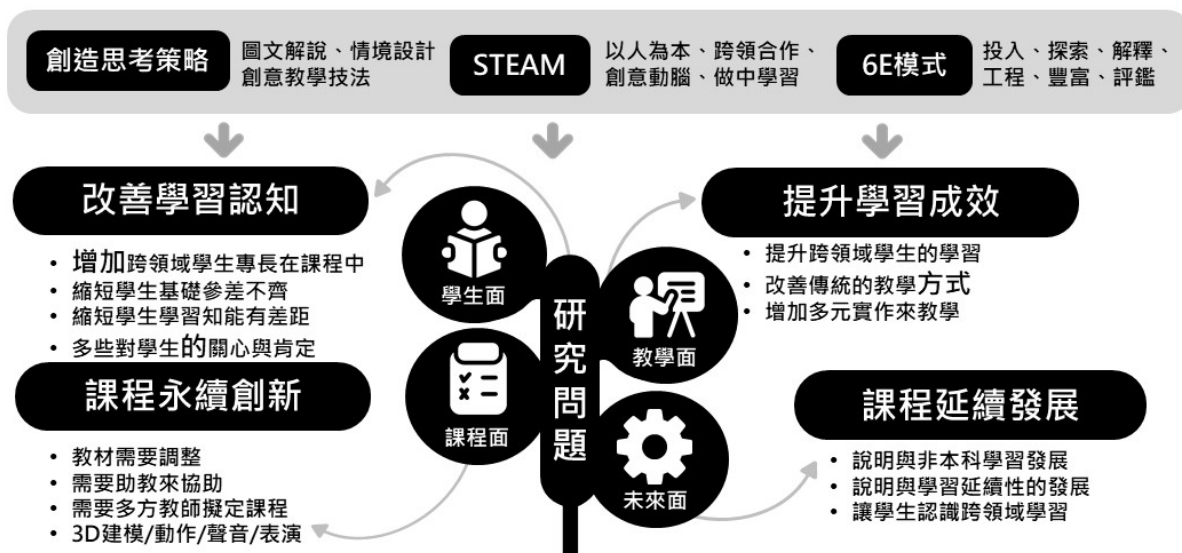 創造思考策略
圖文解說、情境設計
創意教學技法
STEAM
以人為本、跨領合作、
創意動腦、做中學習
6E模式
投入、探索、解釋、
工程、豐富、評鑑
改善學習認知
• 增加跨領域學生專長在課程中
• 縮短學生基礎參差不齊
• 縮短學生學習知能有差距
• 多些對學生的關心與肯定
學生面
研究問題
教學面
提升學習成效
• 提升跨領域學生的學習
• 改善傳統的教學方式
• 增加多元實作來教學
課程永續創新
• 教材需要調整
• 需要助教來協助
• 需要多方教師擬定課程
• 3D建模/動作/聲音/表演
課程面
未來面
課程延續發展
• 說明與非本科學習發展
• 說明與學習延續性的發展
• 讓學生認識跨領域學習